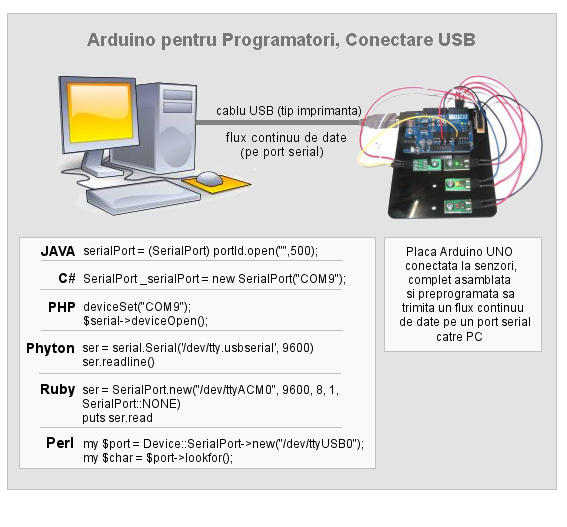 Arduino pentru Programatori, Conectare USB
cablu USB (tip imprimanta)
flux continuu de date
(pe port serial)
JAVA serialPort = (SerialPort) portId.open("",500);
C# SerialPort _serialPort = new SerialPort("COM9");
PHP deviceSet("COM9");
$serial->deviceOpen();
Phyton ser = serial.Serial('/dev/tty.usbserial', 9600)
ser.readline()
Ruby ser = SerialPort.new("/dev/ttyACM0", 9600, 8, 1,
SerialPort::NONE)
puts ser.read
Perl my $port = Device::SerialPort->new("/dev/ttyUSB0");
my $char = $port->lookfor();
Placa Arduino UNO
conectata la senzori,
complet asamblata
si preprogramata sa
trimita un flux continuu
de date pe un port serial
catre PC